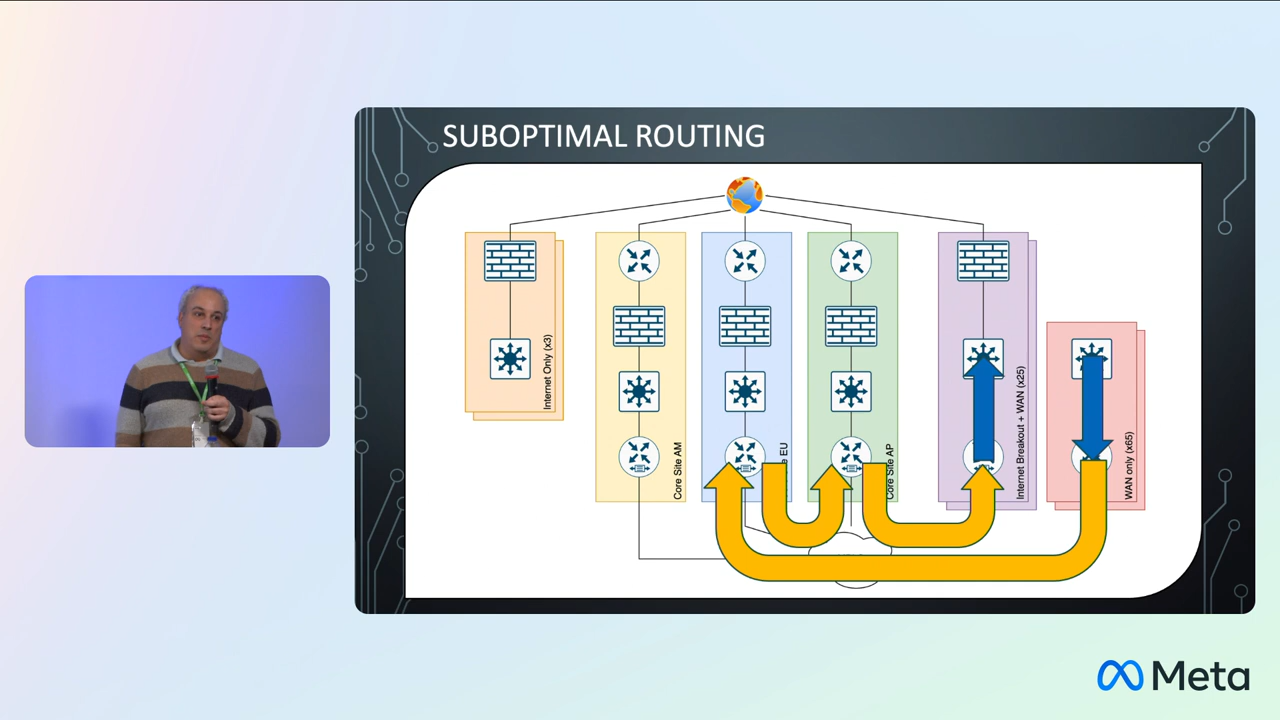 SUBOPTIMAL ROUTING
Internet Only (x3)
Core Site AM
e EU
Core Site AP
Internet Breakout + WAN (x25)
WAN only (x65)
Meta